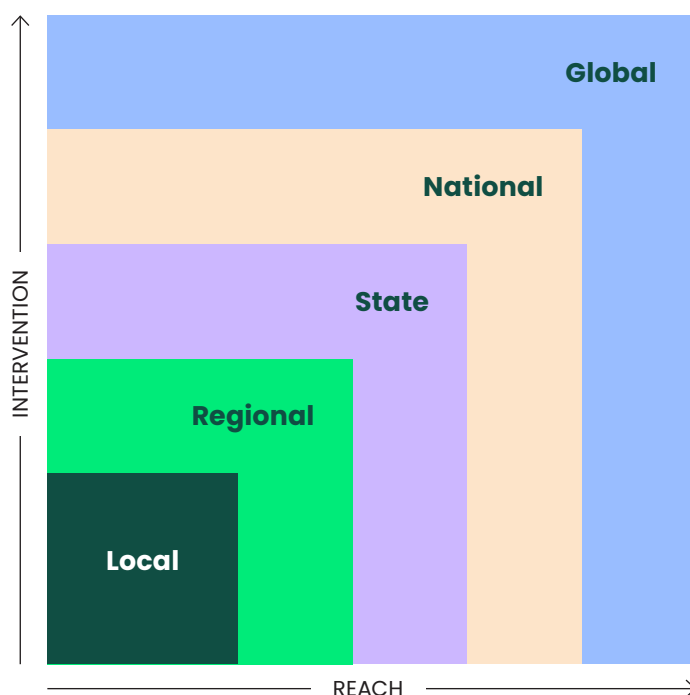 Global
National
State
Regional
Local
INTERVENTION
REACH